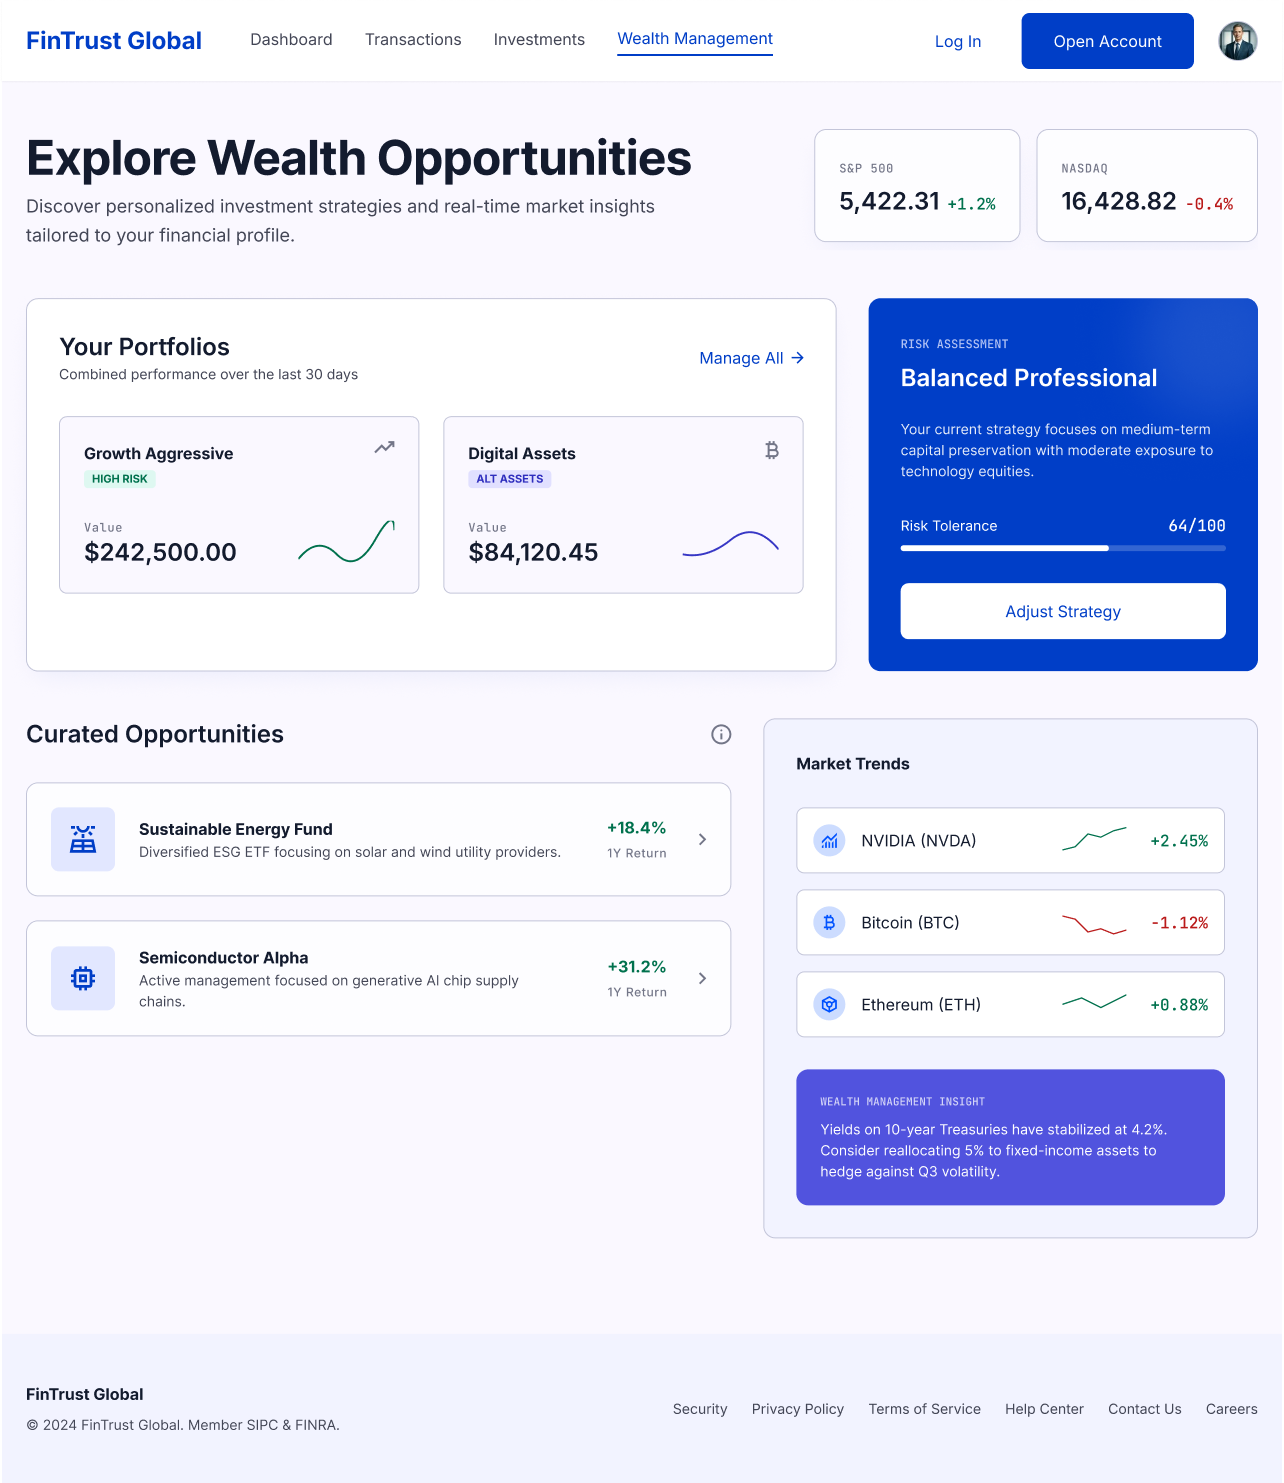 FinTrust Global
Dashboard
Transactions
Investments
Wealth Management
Log In
Open Account
Explore Wealth Opportunities
Discover personalized investment strategies and real-time market insights
tailored to your financial profile.
S&P 500
5,422.31 +1.2%
NASDAQ
16,428.82 -0.4%
Your Portfolios
Combined performance over the last 30 days
Manage All
Growth Aggressive
HIGH RISK
Value
$242,500.00
Digital Assets
ALT ASSETS
Value
$84,120.45
RISK ASSESSMENT
Balanced Professional
Your current strategy focuses on medium-term
capital preservation with moderate exposure to
technology equities.
Risk Tolerance
64/100
Adjust Strategy
Curated Opportunities
Sustainable Energy Fund
Diversified ESG ETF focusing on solar and wind utility providers.
+18.4%
1Y Return
Semiconductor Alpha
Active management focused on generative AI chip supply
chains.
+31.2%
1Y Return
Market Trends
NVIDIA (NVDA)
+2.45%
Bitcoin (BTC)
-1.12%
Ethereum (ETH)
+0.88%
WEALTH MANAGEMENT INSIGHT
Yields on 10-year Treasuries have stabilized at 4.2%.
Consider reallocating 5% to fixed-income assets to
hedge against Q3 volatility.
FinTrust Global
© 2024 FinTrust Global. Member SIPC & FINRA.
Security
Privacy Policy
Terms of Service
Help Center
Contact Us
Careers